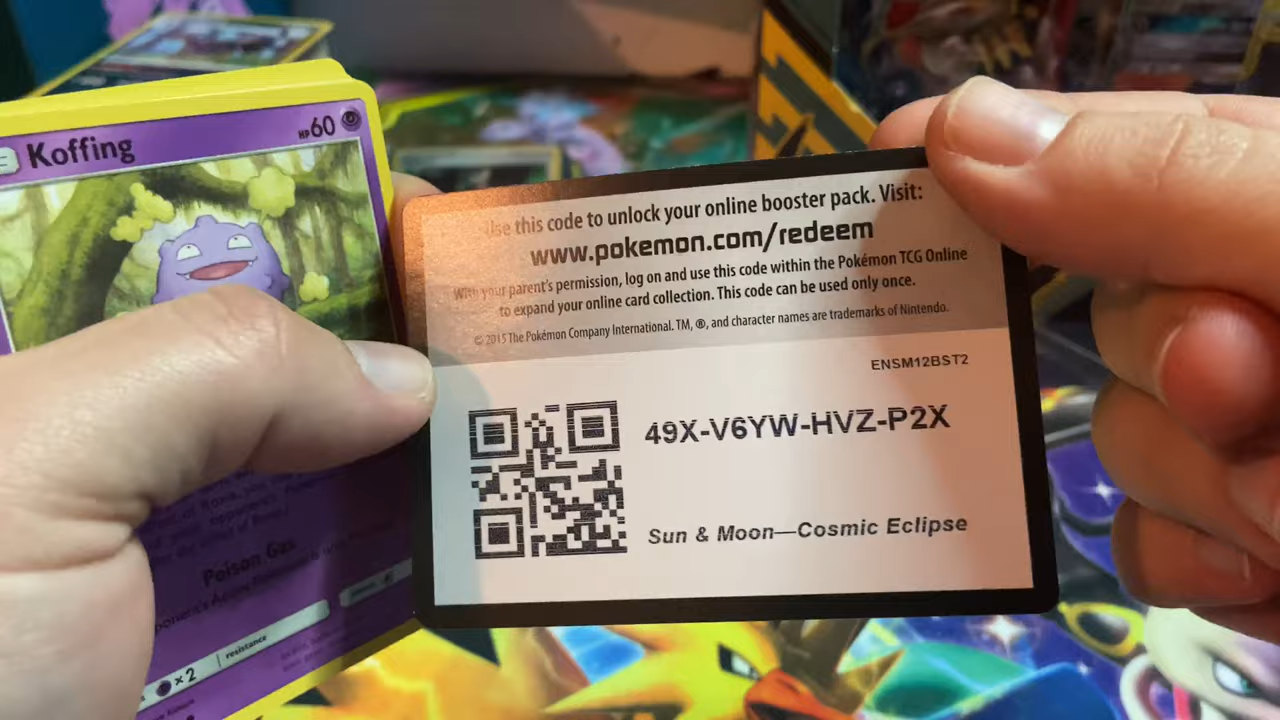 Koffing
HP60
Poison Gas
×2
resistance
Use this code to unlock your online booster pack. Visit:
www.pokemon.com/redeem
With your parent's permission, log on and use this code within the Pokémon TCG Online
to expand your online card collection. This code can be used only once.
© 2015 The Pokémon Company International. TM, ®, and character names are trademarks of Nintendo.
ENSM12BST2
49X-V6YW-HVZ-P2X
Sun & Moon—Cosmic Eclipse